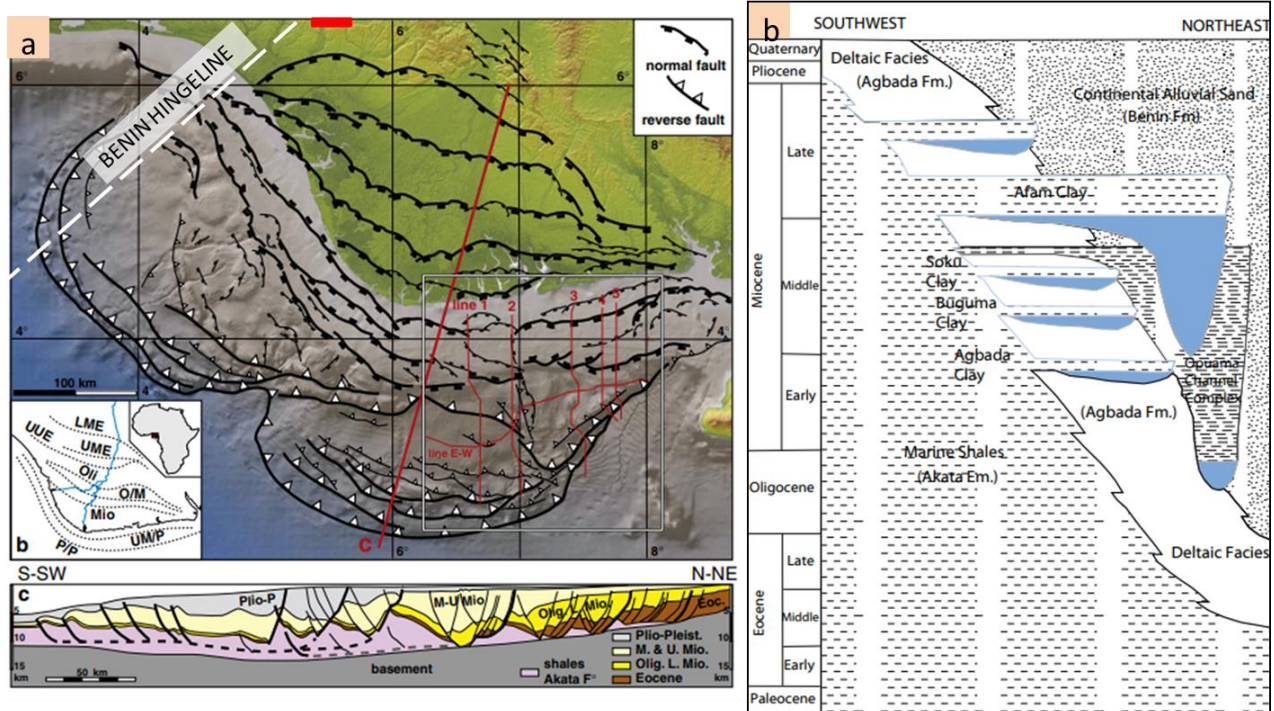 a
BENIN HINGELINE
4
6
6°
6°
8°
4°
4°
4
6°
8°
normal fault
reverse fault
100 km
line 1
2
3
4
5
line E-W
C
LME
UUE
UME
Oli
O/M
Mio
UM/P
P/P
b
S-SW
N-NE
c
5
10
15
km
Plio-P
M-U Mio
Olig. L. Mio.
Eoc.
5
10
15
km
50 km
basement
shales
Akata F
Plio-Pleist.
M. & U. Mio.
Olig. L. Mio.
Eocene
b
SOUTHWEST
NORTHEAST
Quaternary
Pliocene
Miocene
Late
Middle
Early
Oligocene
Eocene
Late
Middle
Early
Paleocene
Deltaic Facies
(Agbada Fm.)
Continental Alluvial Sand
(Benin Fm)
Afam Clay
Soku
Clay
Buguma
Clay
Agbada
Clay
Opuama
Channel
Complex
(Agbada Fm.)
Marine Shales
(Akata Fm.)
Deltaic Facies